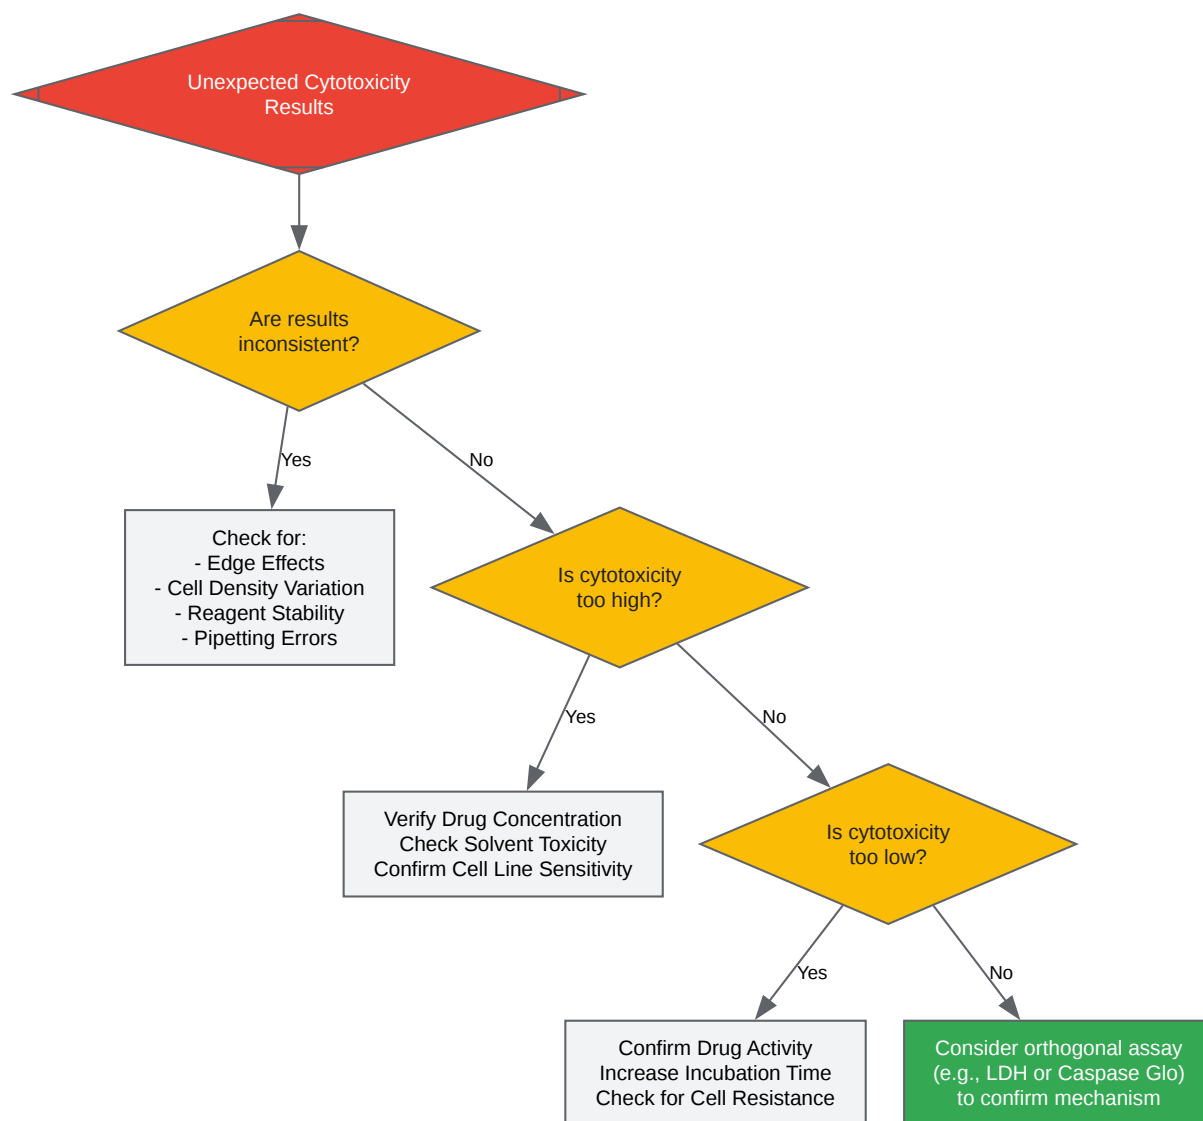 Unexpected Cytotoxicity
Results
Are results
inconsistent?
Yes
No
Check for:
- Edge Effects
- Cell Density Variation
- Reagent Stability
- Pipetting Errors
Is cytotoxicity
too high?
Yes
No
Verify Drug Concentration
Check Solvent Toxicity
Confirm Cell Line Sensitivity
Is cytotoxicity
too low?
Yes
No
Confirm Drug Activity
Increase Incubation Time
Check for Cell Resistance
Consider orthogonal assay
(e.g., LDH or Caspase Glo)
to confirm mechanism